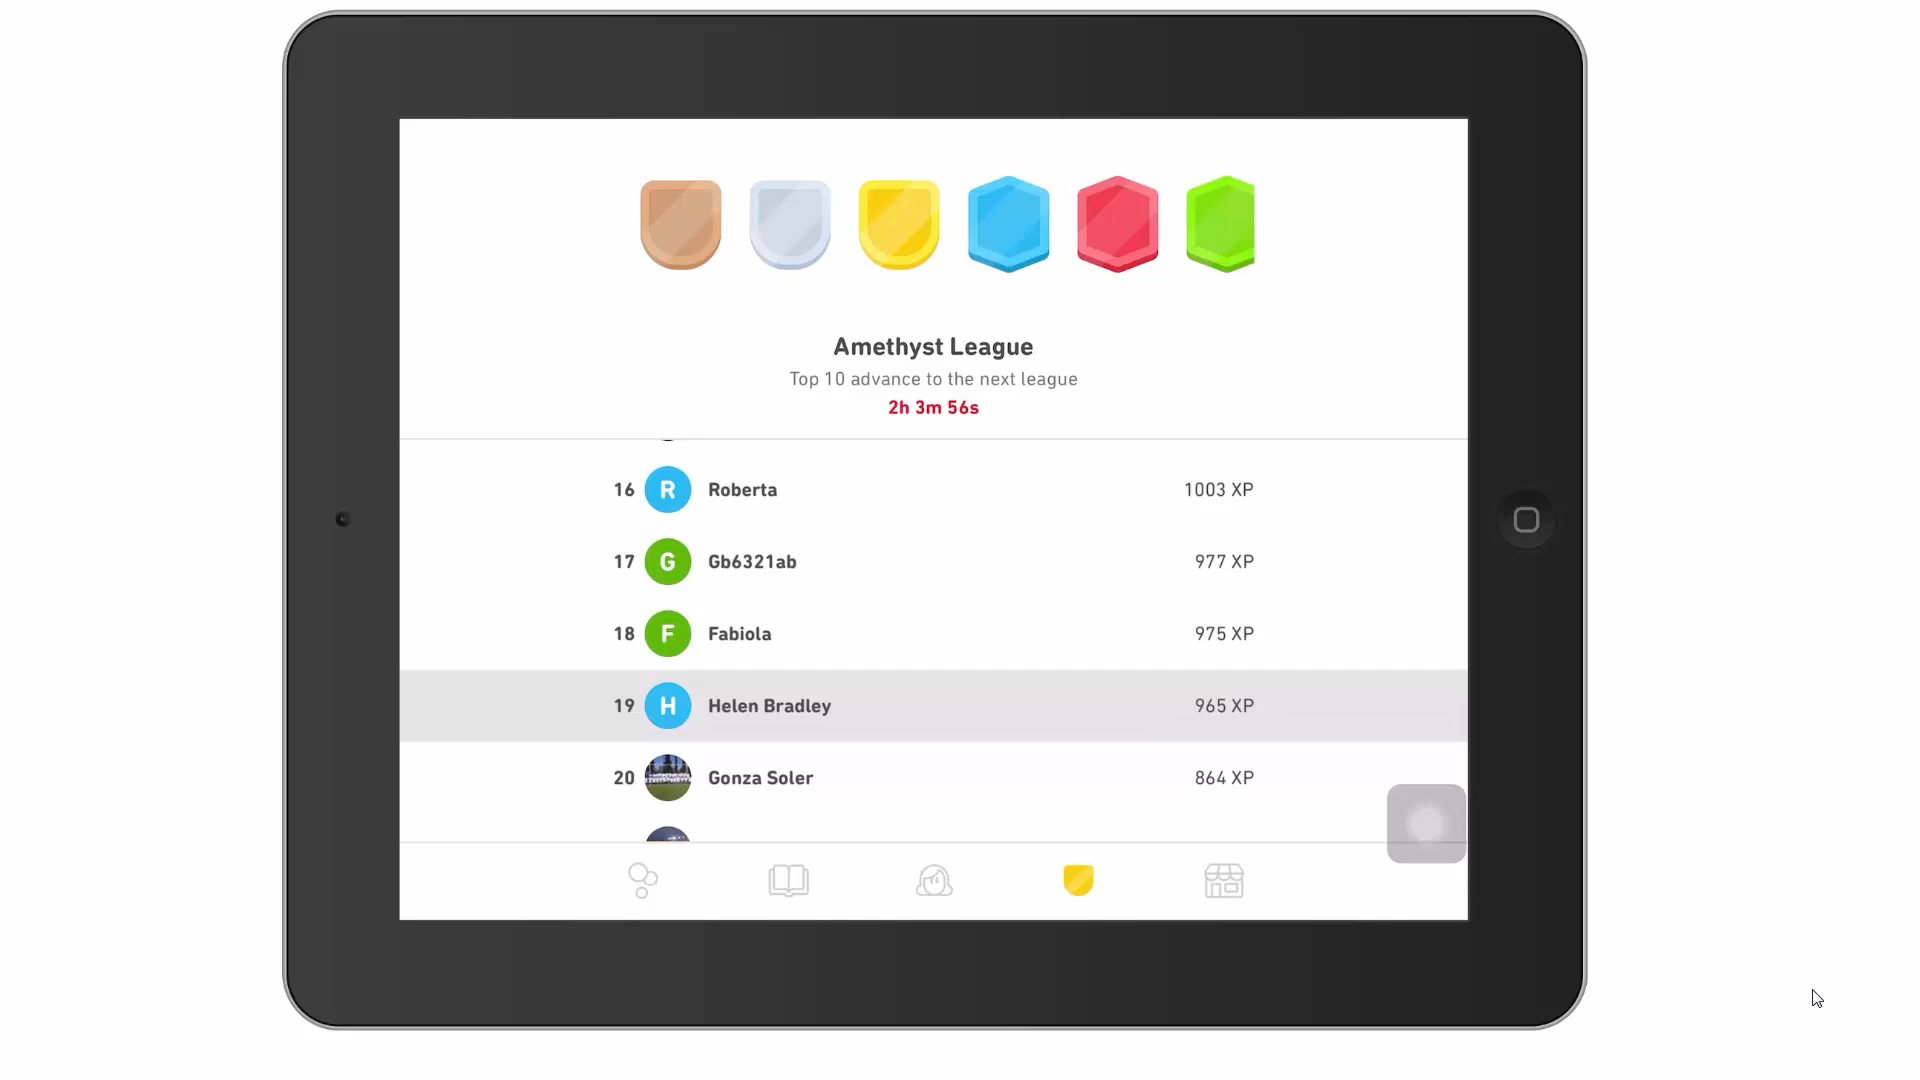 Amethyst League
Top 10 advance to the next league
2h 3m 56s
16 R Roberta 1003 XP
17 G Gb6321ab 977 XP
18 F Fabiola 975 XP
19 H Helen Bradley 965 XP
20 Gonza Soler 864 XP